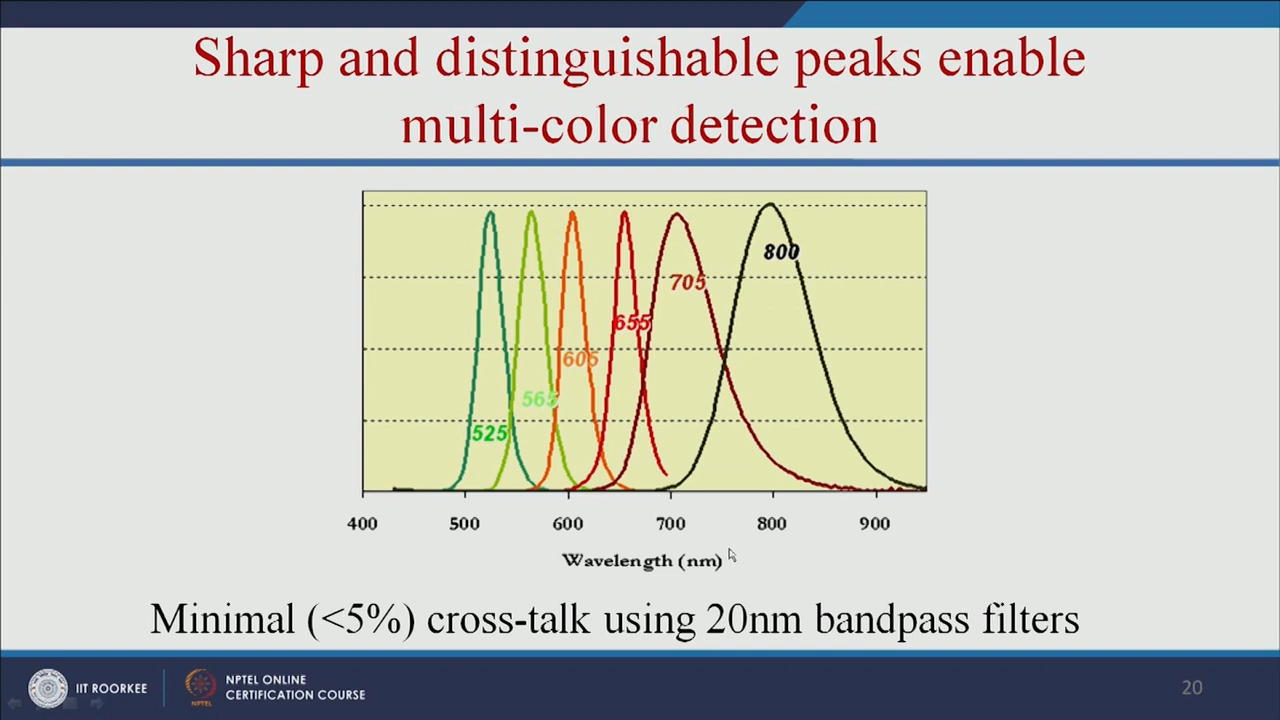 Sharp and distinguishable peaks enable
multi-color detection
800
705
655
605
565
525
400 500 600 700 800 900
Wavelength (nm)
Minimal (<5%) cross-talk using 20nm bandpass filters
IIT ROORKEE
NPTEL
NPTEL ONLINE
CERTIFICATION COURSE
20